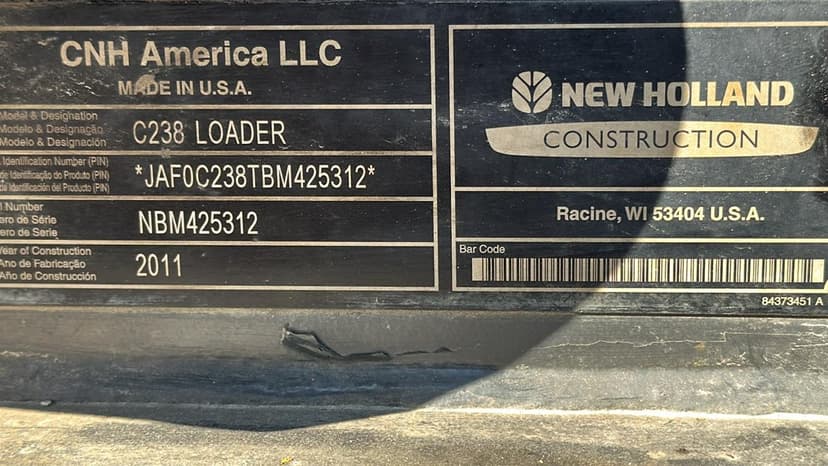 CNH America LLC
MADE IN U.S.A.
Model & Designation
Modelo & Designação
Modelo & Designación
C238 LOADER
Identification Number (PIN)
de Identificação do Produto (PIN)
de Identificación del Producto (PIN)
*JAF0C238TBM425312*
Number
ero de Série
ero de Serie
NBM425312
Year of Construction
Ano de Fabricação
Año de Construcción
2011
NEW HOLLAND
CONSTRUCTION
Racine, WI 53404 U.S.A.
Bar Code
84373451 A